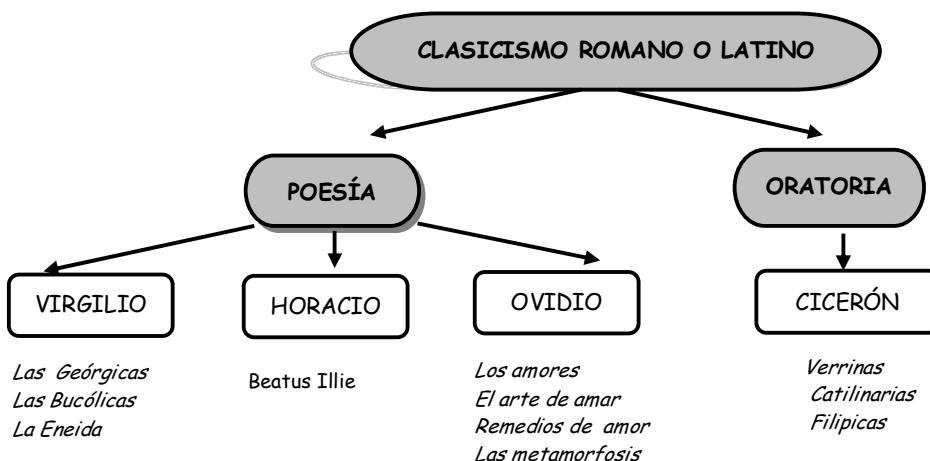 CLASICISMO ROMANO O LATINO
POESÍA
ORATORIA
VIRGILIO
HORACIO
OVIDIO
CICERÓN
Las Geórgicas
Las Bucólicas
La Eneida
Beatus Illie
Los amores
El arte de amar
Remedios de amor
Las metamorfosis
Verrinas
Catilinarias
Filipicas